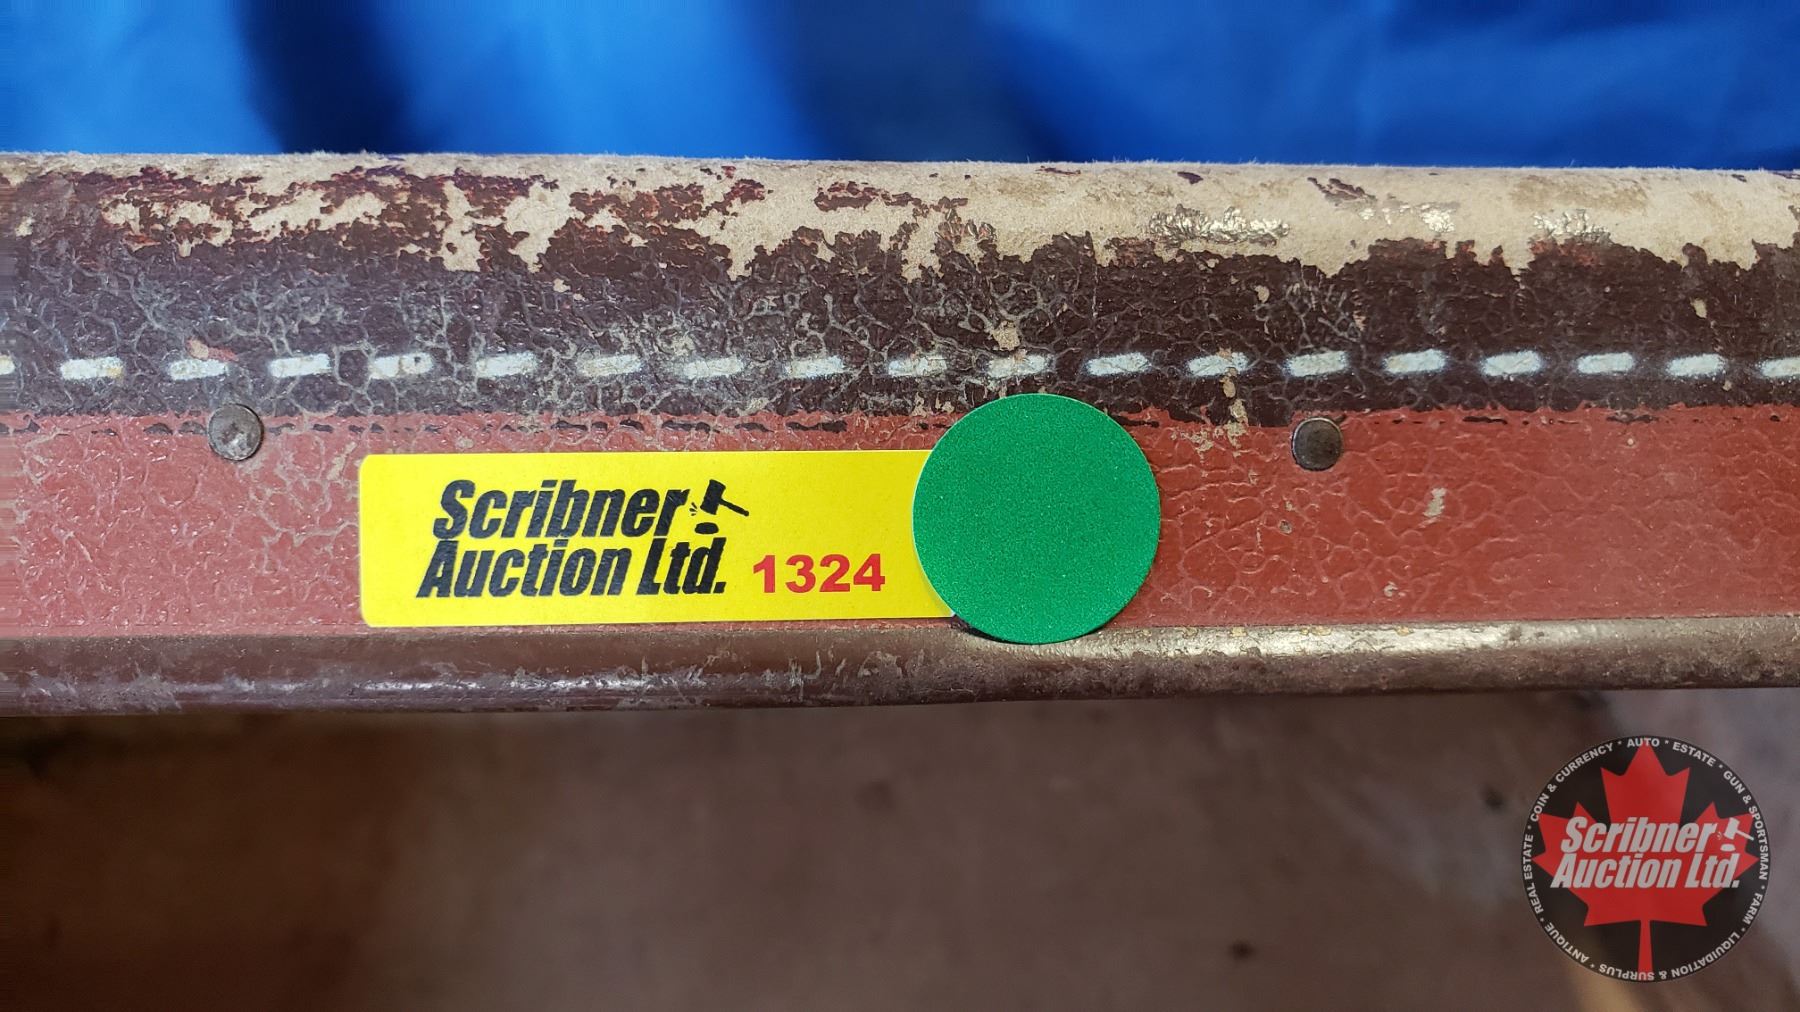 Scribner
Auction Ltd. 1324
COIN & CURRENCY * AUTO * ESTATE * GUN & SPORTSMAN * FARM * LIQUIDATION & SURPLUS * ANTIQUE * REAL ESTATE *
Scribner
Auction Ltd.